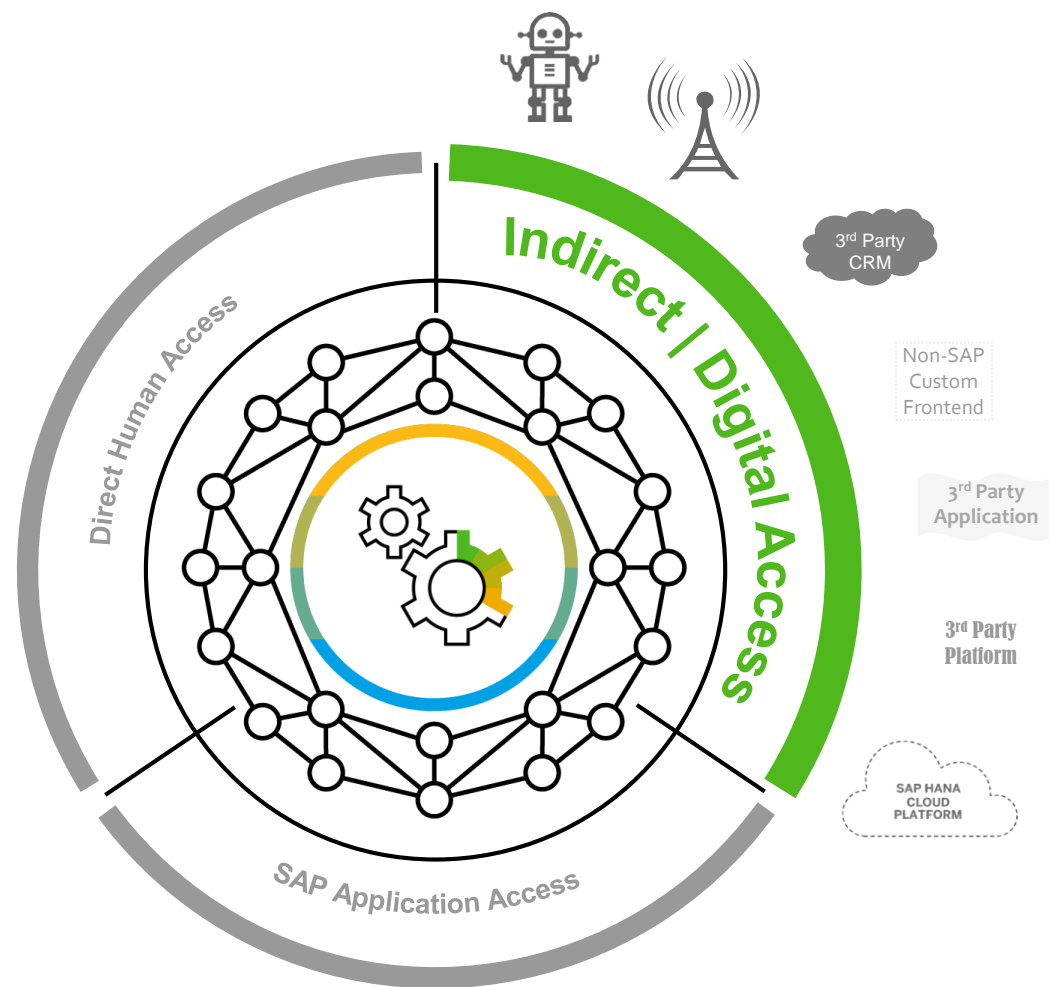 Direct Human Access
Indirect | Digital Access
SAP Application Access
3rd Party
CRM
Non-SAP
Custom
Frontend
3rd Party
Application
3rd Party
Platform
SAP HANA
CLOUD
PLATFORM